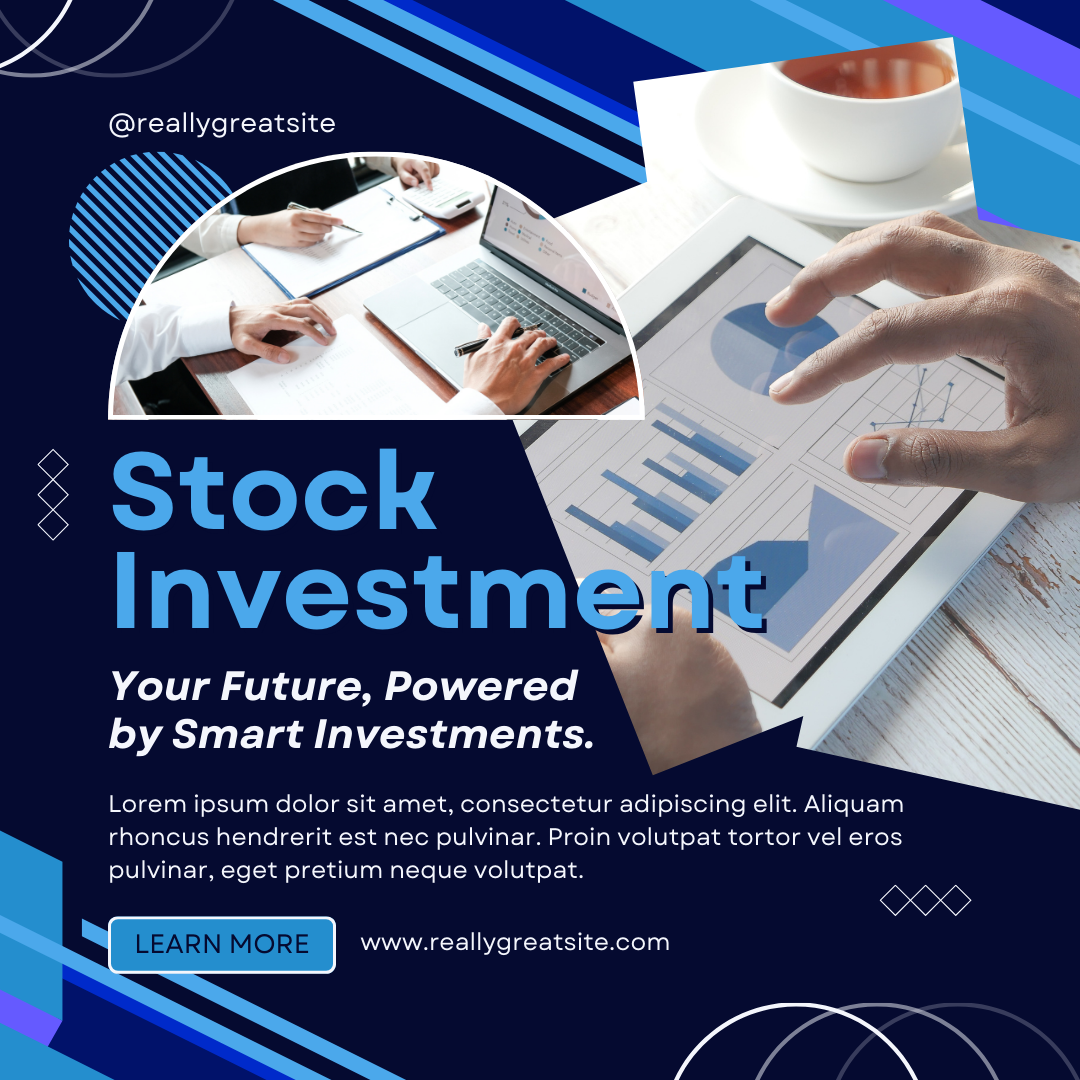 @reallygreatsite
Stock
Investment
Your Future, Powered
by Smart Investments.
Lorem ipsum dolor sit amet, consectetur adipiscing elit. Aliquam
rhoncus hendrerit est nec pulvinar. Proin volutpat tortor vel eros
pulvinar, eget pretium neque volutpat.
LEARN MORE
www.reallygreatsite.com